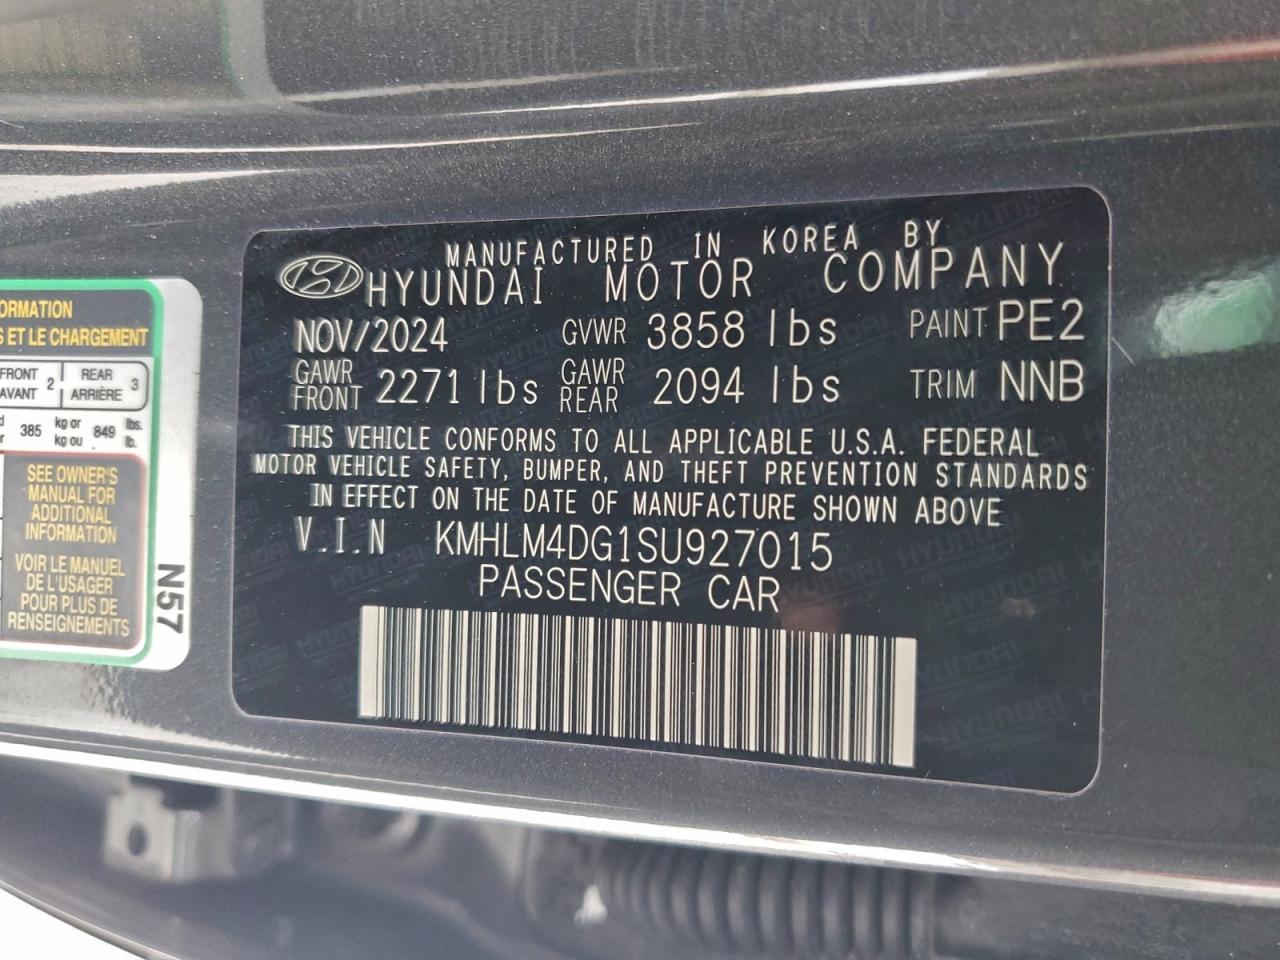 MANUFACTURED IN KOREA BY
HYUNDAI MOTOR COMPANY
NOV/2024 GVWR 3858 lbs PAINT PE2
GAWR FRONT 2271 lbs GAWR REAR 2094 lbs TRIM NNB
THIS VEHICLE CONFORMS TO ALL APPLICABLE U.S.A. FEDERAL
MOTOR VEHICLE SAFETY, BUMPER, AND THEFT PREVENTION STANDARDS
IN EFFECT ON THE DATE OF MANUFACTURE SHOWN ABOVE
V.I.N KMHLM4DG1SU927015
PASSENGER CAR
ET LE CHARGEMENT
FRONT 2 REAR 3
AVANT ARRIÈRE
385 kg or 849 lbs.
kg ou lb.
SEE OWNER'S
MANUAL FOR
ADDITIONAL
INFORMATION
VOIR LE MANUEL
DE L'USAGER
POUR PLUS DE
RENSEIGNEMENTS
N57